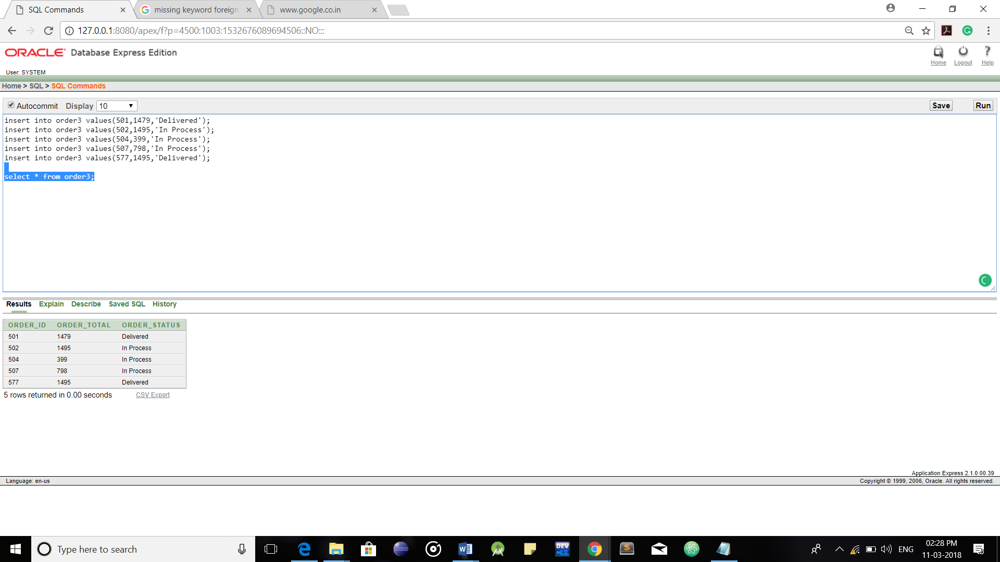 SQL Commands
missing keyword foreign
www.google.co.in
127.0.0.1:8080/apex/f?p=4500:1003:1532676089694506::NO:::
ORACLE Database Express Edition
Home Logout Help
User: SYSTEM
Home > SQL > SQL Commands
Autocommit Display 10 Save Run
insert into order3 values(501,1479,'Delivered');
insert into order3 values(502,1495,'In Process');
insert into order3 values(504,399,'In Process');
insert into order3 values(507,798,'In Process');
insert into order3 values(577,1495,'Delivered');
select * from order3;
Results Explain Describe Saved SQL History
ORDER_ID ORDER_TOTAL ORDER_STATUS
501 1479 Delivered
502 1495 In Process
504 399 In Process
507 798 In Process
577 1495 Delivered
5 rows returned in 0.00 seconds CSV Export
Application Express 2.1.0.00.39
Language: en-us Copyright © 1999, 2006, Oracle. All rights reserved.
Type here to search
DEV C++
ENG
02:28 PM
11-03-2018